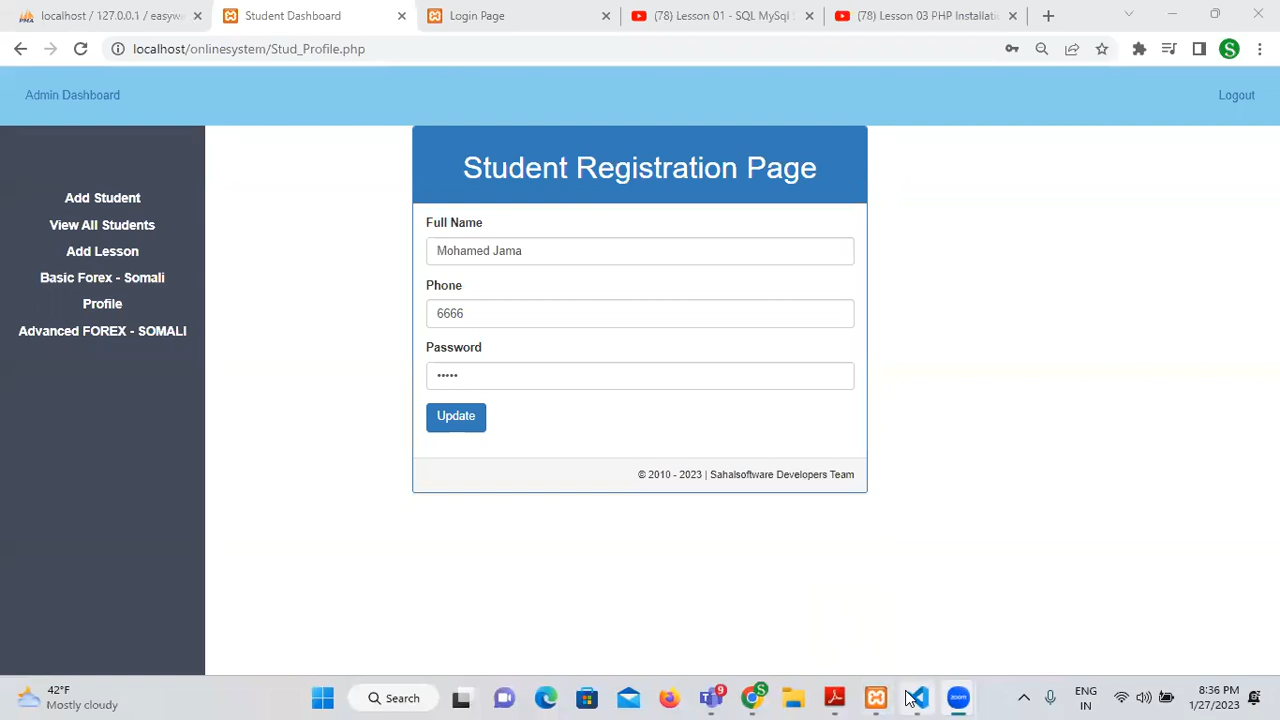 localhost / 127.0.0.1 / easywe
Student Dashboard
Login Page
(78) Lesson 01 - SQL MySql
(78) Lesson 03 PHP Installati
localhost/onlinesystem/Stud_Profile.php
S
Admin Dashboard
Logout
Add Student
View All Students
Add Lesson
Basic Forex - Somali
Profile
Advanced FOREX - SOMALI
Student Registration Page
Full Name
Mohamed Jama
Phone
6666
Password
•••••
Update
© 2010 - 2023 | Sahalsoftware Developers Team
42°F
Mostly cloudy
Search
9
S
zoom
ENG
IN
8:36 PM
1/27/2023